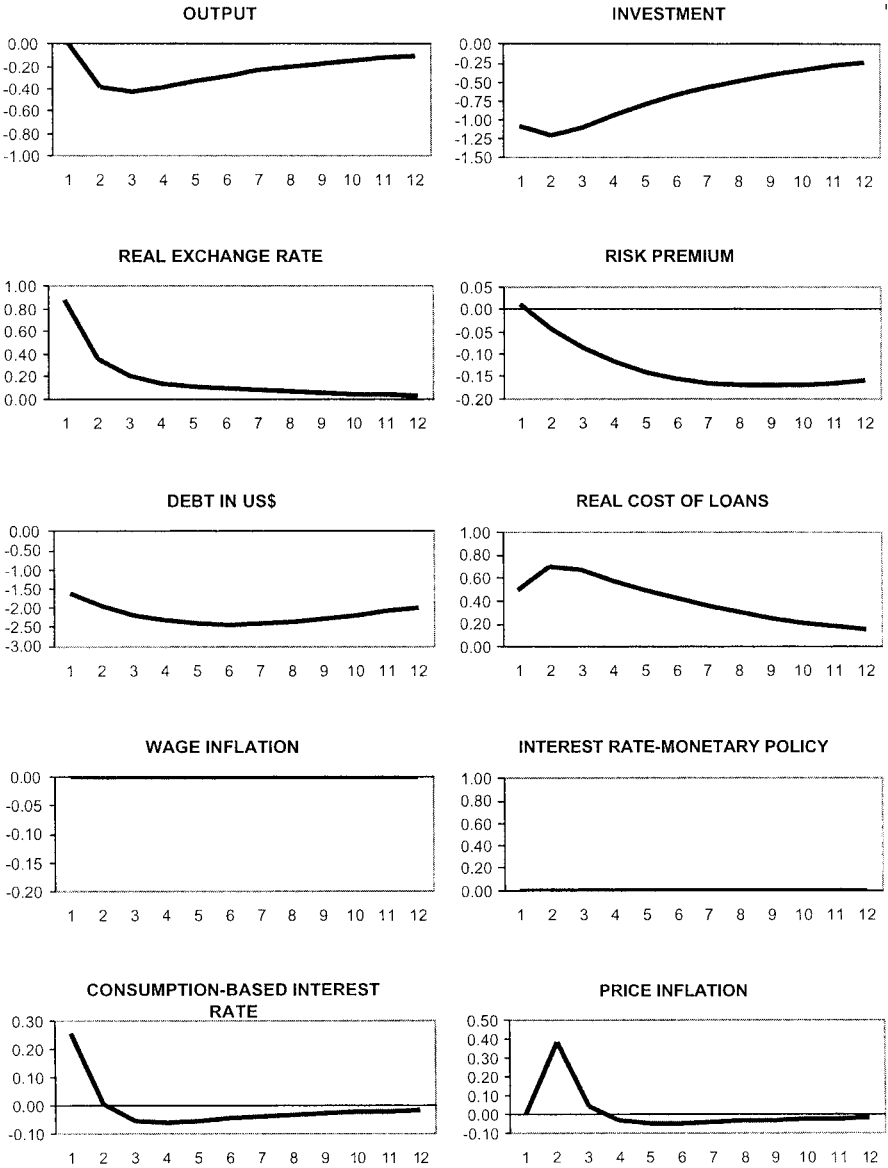 OUTPUT
0.00
-0.20
-0.40
-0.60
-0.80
-1.00
1 2 3 4 5 6 7 8 9 10 11 12
INVESTMENT
0.00
-0.25
-0.50
-0.75
-1.00
-1.25
-1.50
1 2 3 4 5 6 7 8 9 10 11 12
REAL EXCHANGE RATE
1.00
0.80
0.60
0.40
0.20
0.00
1 2 3 4 5 6 7 8 9 10 11 12
RISK PREMIUM
0.05
0.00
-0.05
-0.10
-0.15
-0.20
1 2 3 4 5 6 7 8 9 10 11 12
DEBT IN US$
0.00
-0.50
-1.00
-1.50
-2.00
-2.50
-3.00
1 2 3 4 5 6 7 8 9 10 11 12
REAL COST OF LOANS
1.00
0.80
0.60
0.40
0.20
0.00
1 2 3 4 5 6 7 8 9 10 11 12
WAGE INFLATION
0.00
-0.05
-0.10
-0.15
-0.20
1 2 3 4 5 6 7 8 9 10 11 12
INTEREST RATE-MONETARY POLICY
1.00
0.80
0.60
0.40
0.20
0.00
1 2 3 4 5 6 7 8 9 10 11 12
CONSUMPTION-BASED INTEREST
RATE
0.30
0.20
0.10
0.00
-0.10
1 2 3 4 5 6 7 8 9 10 11 12
PRICE INFLATION
0.50
0.40
0.30
0.20
0.10
0.00
-0.10
1 2 3 4 5 6 7 8 9 10 11 12